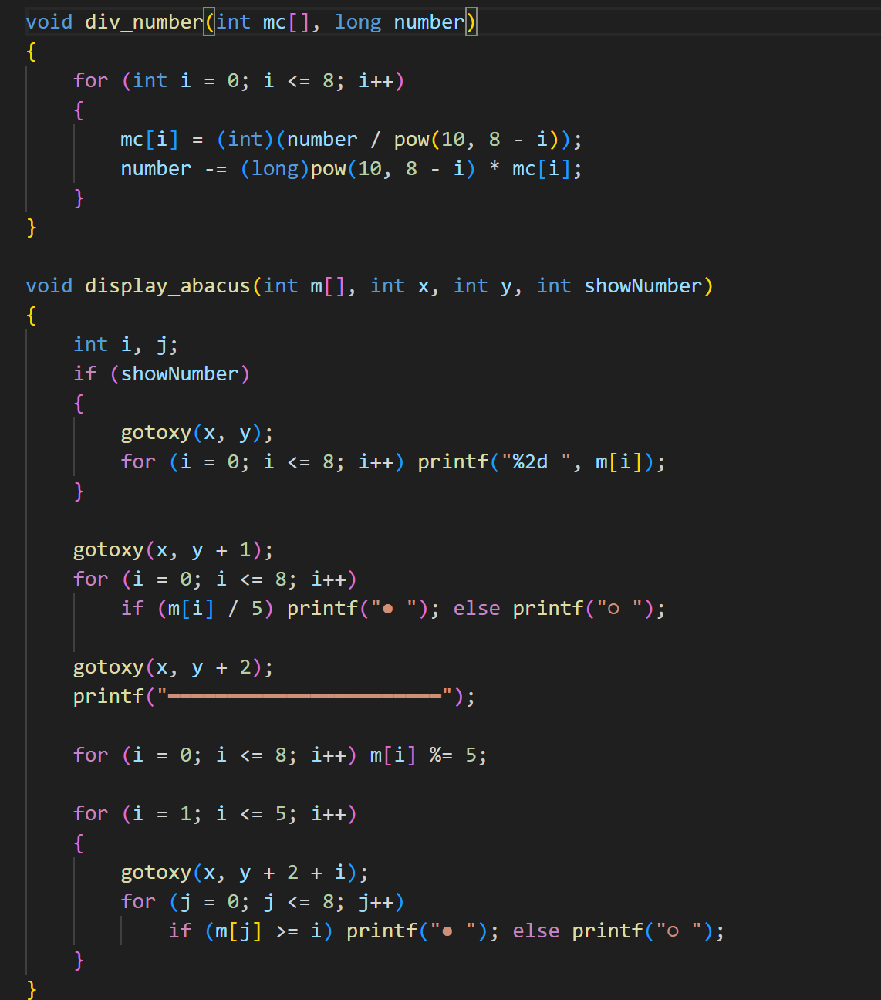 void div_number(int mc[], long number)
{
    for (int i = 0; i <= 8; i++)
    {
        mc[i] = (int)(number / pow(10, 8 - i));
        number -= (long)pow(10, 8 - i) * mc[i];
    }
}

void display_abacus(int m[], int x, int y, int showNumber)
{
    int i, j;
    if (showNumber)
    {
        gotoxy(x, y);
        for (i = 0; i <= 8; i++) printf("%2d ", m[i]);
    }

    gotoxy(x, y + 1);
    for (i = 0; i <= 8; i++)
        if (m[i] / 5) printf("● "); else printf("○ ");

    gotoxy(x, y + 2);
    printf("━━━━━━━━━━━━━━━━━━━━━━━");

    for (i = 0; i <= 8; i++) m[i] %= 5;

    for (i = 1; i <= 5; i++)
    {
        gotoxy(x, y + 2 + i);
        for (j = 0; j <= 8; j++)
            if (m[j] >= i) printf("● "); else printf("○ ");
    }
}